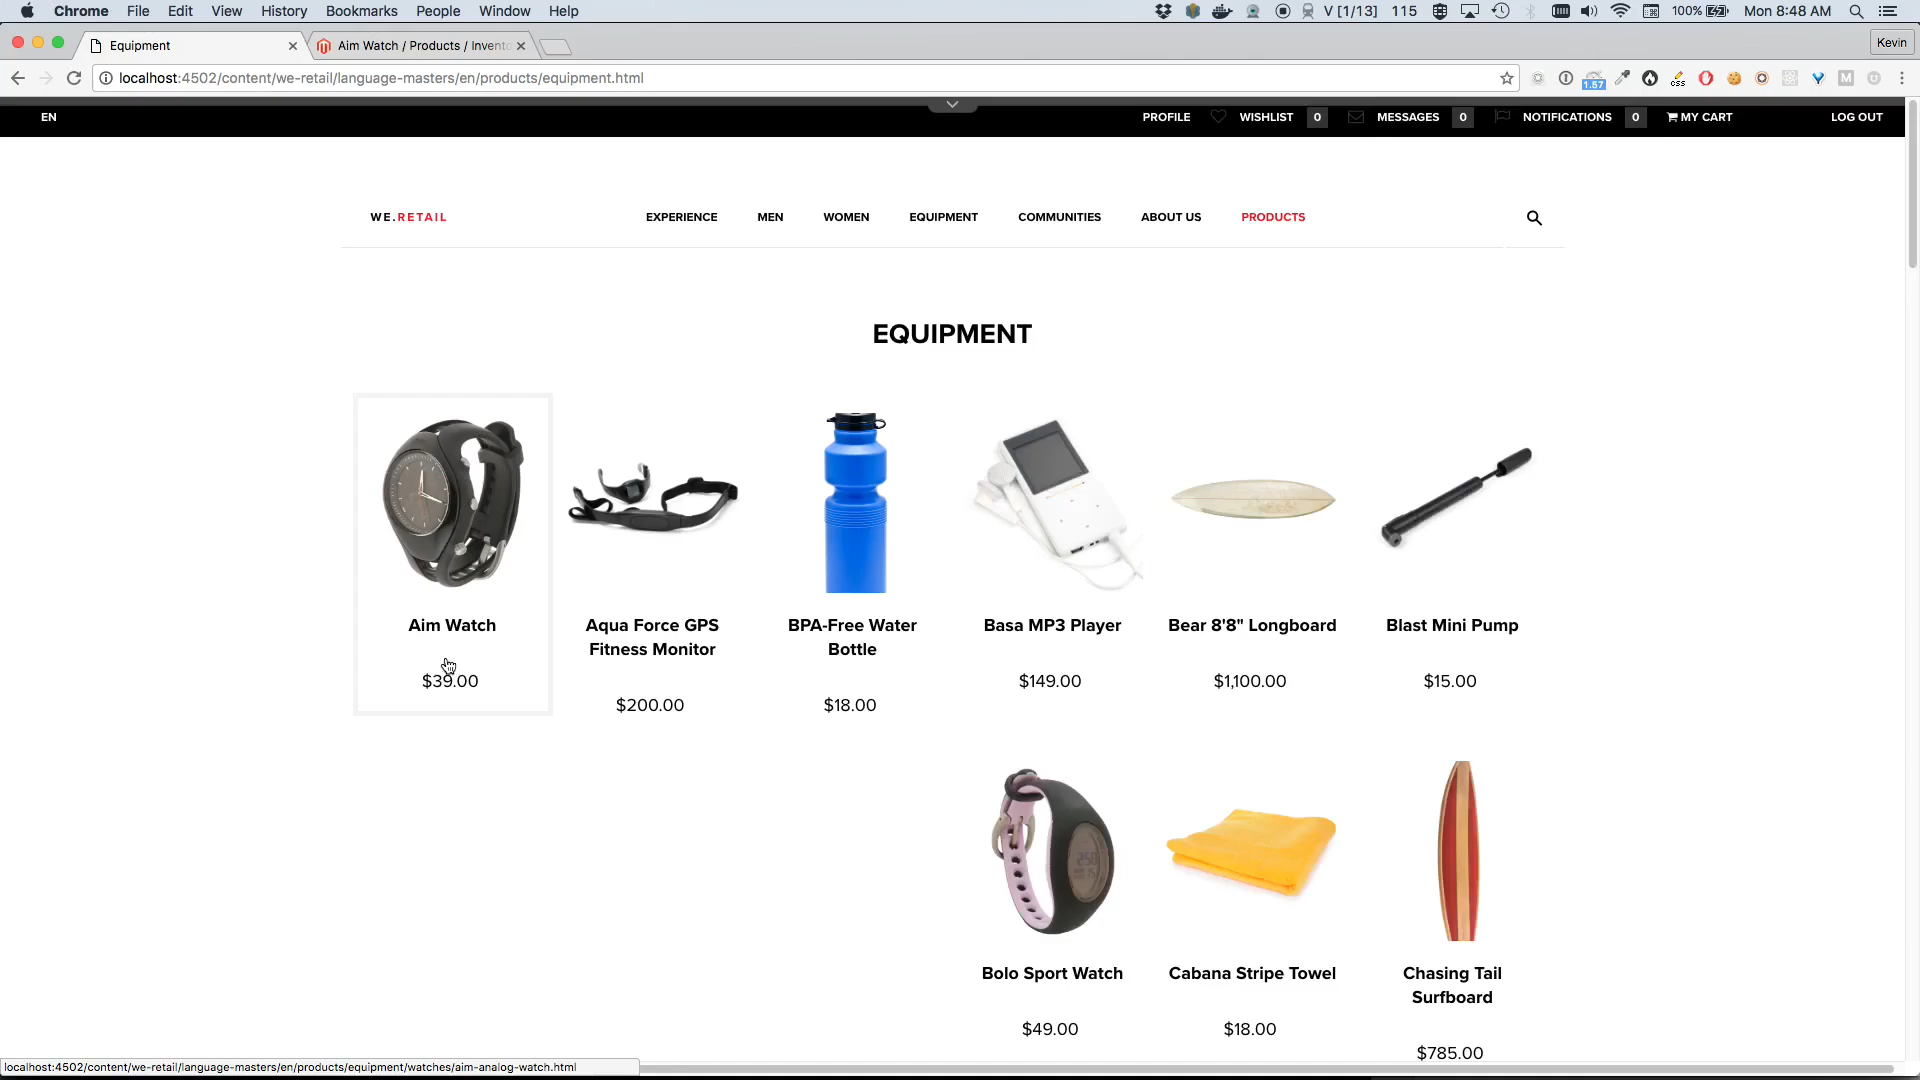 Chrome File Edit View History Bookmarks People Window Help V [1/13] 115 100% Mon 8:48 AM
Equipment Aim Watch / Products / Invento Kevin
localhost:4502/content/we-retail/language-masters/en/products/equipment.html 1.57 css M
EN PROFILE WISHLIST 0 MESSAGES 0 NOTIFICATIONS 0 MY CART LOG OUT
WE.RETAIL EXPERIENCE MEN WOMEN EQUIPMENT COMMUNITIES ABOUT US PRODUCTS
EQUIPMENT
Aim Watch
$39.00
Aqua Force GPS
Fitness Monitor
$200.00
BPA-Free Water
Bottle
$18.00
Basa MP3 Player
$149.00
Bear 8'8" Longboard
$1,100.00
Blast Mini Pump
$15.00
Bolo Sport Watch
$49.00
Cabana Stripe Towel
$18.00
Chasing Tail
Surfboard
$785.00
localhost:4502/content/we-retail/language-masters/en/products/equipment/watches/aim-analog-watch.html